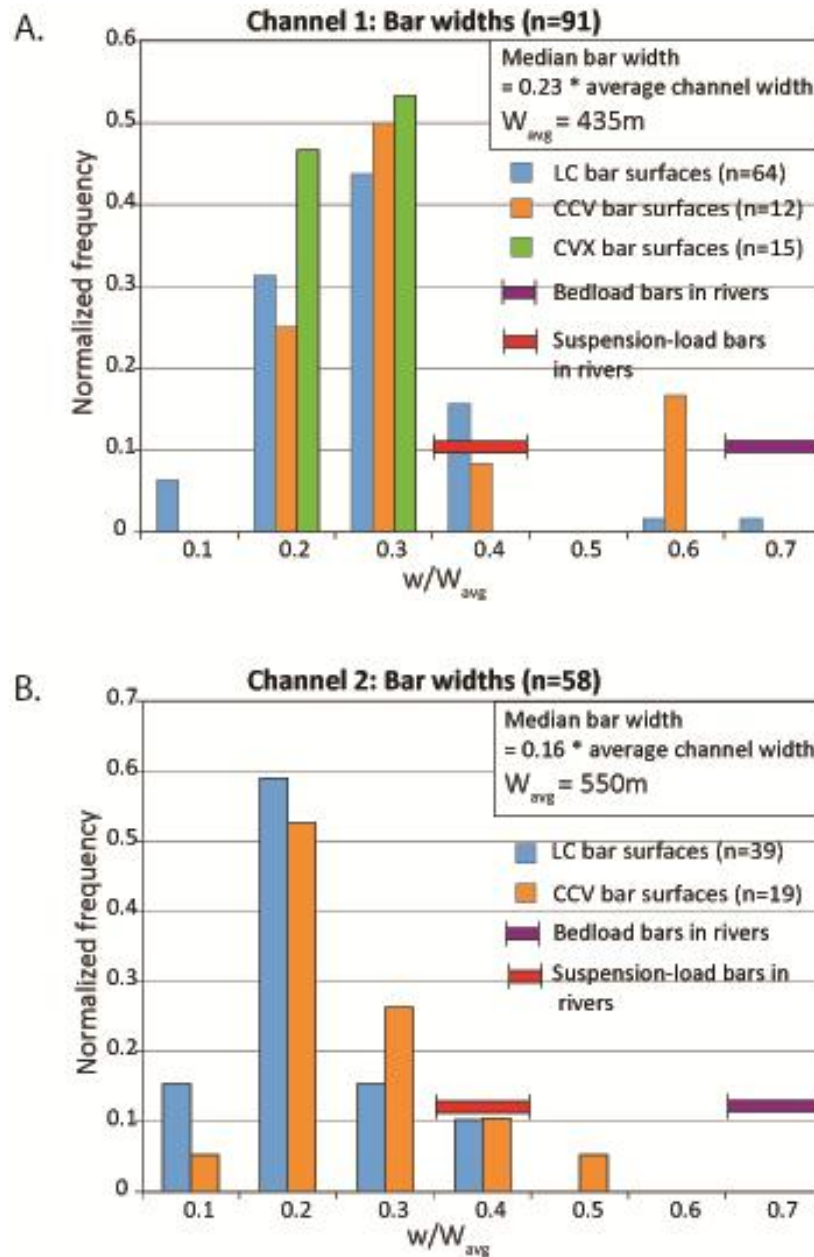 A.
Channel 1: Bar widths (n=91)
Median bar width
= 0.23 * average channel width
Wavg = 435m
LC bar surfaces (n=64)
CCV bar surfaces (n=12)
CVX bar surfaces (n=15)
Bedload bars in rivers
Suspension-load bars
in rivers
Normalized frequency
0.6
0.5
0.4
0.3
0.2
0.1
0
0.1 0.2 0.3 0.4 0.5 0.6 0.7
w/Wavg
B.
Channel 2: Bar widths (n=58)
Median bar width
= 0.16 * average channel width
Wavg = 550m
LC bar surfaces (n=39)
CCV bar surfaces (n=19)
Bedload bars in rivers
Suspension-load bars in
rivers
Normalized frequency
0.7
0.6
0.5
0.4
0.3
0.2
0.1
0
0.1 0.2 0.3 0.4 0.5 0.6 0.7
w/Wavg